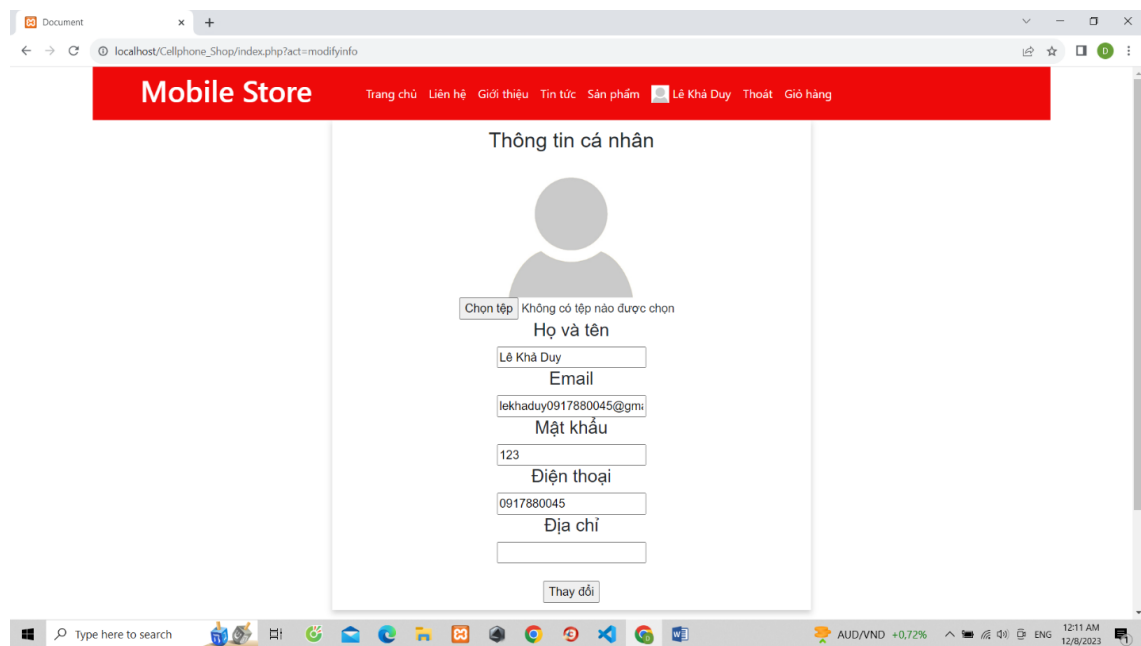 Document
localhost/Cellphone_Shop/index.php?act=modifyinfo
D
Mobile Store
Trang chủ Liên hệ Giới thiệu Tin tức Sản phẩm Lê Khả Duy Thoát Giỏ hàng
Thông tin cá nhân
Chọn tệp Không có tệp nào được chọn
Họ và tên
Lê Khả Duy
Email
lekhaduy0917880045@gma
Mật khẩu
123
Điện thoại
0917880045
Địa chỉ
Thay đổi
Type here to search
AUD/VND +0,72%
ENG
12:11 AM
12/8/2023
1